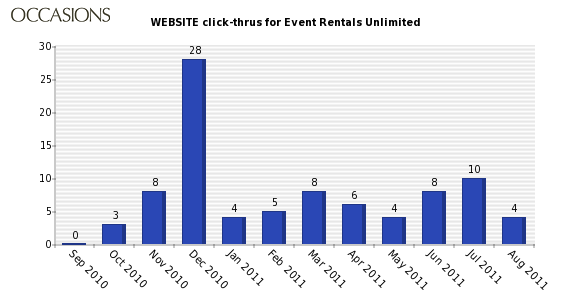 OCCASIONS
WEBSITE click-thrus for Event Rentals Unlimited
30
25
20
15
10
5
0
0
3
8
28
4
5
8
6
4
8
10
4
Sep 2010
Oct 2010
Nov 2010
Dec 2010
Jan 2011
Feb 2011
Mar 2011
Apr 2011
May 2011
Jun 2011
Jul 2011
Aug 2011